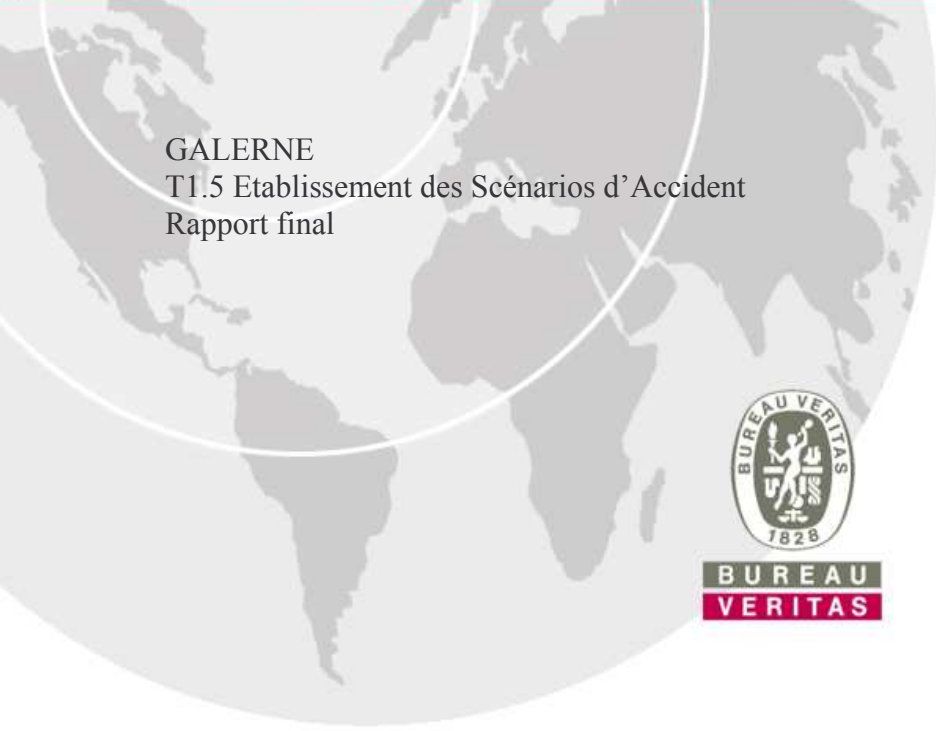 GALERNE
T1.5 Etablissement des Scénarios d'Accident
Rapport final
BUREAU VERITAS
1828
BUREAU
VERITAS